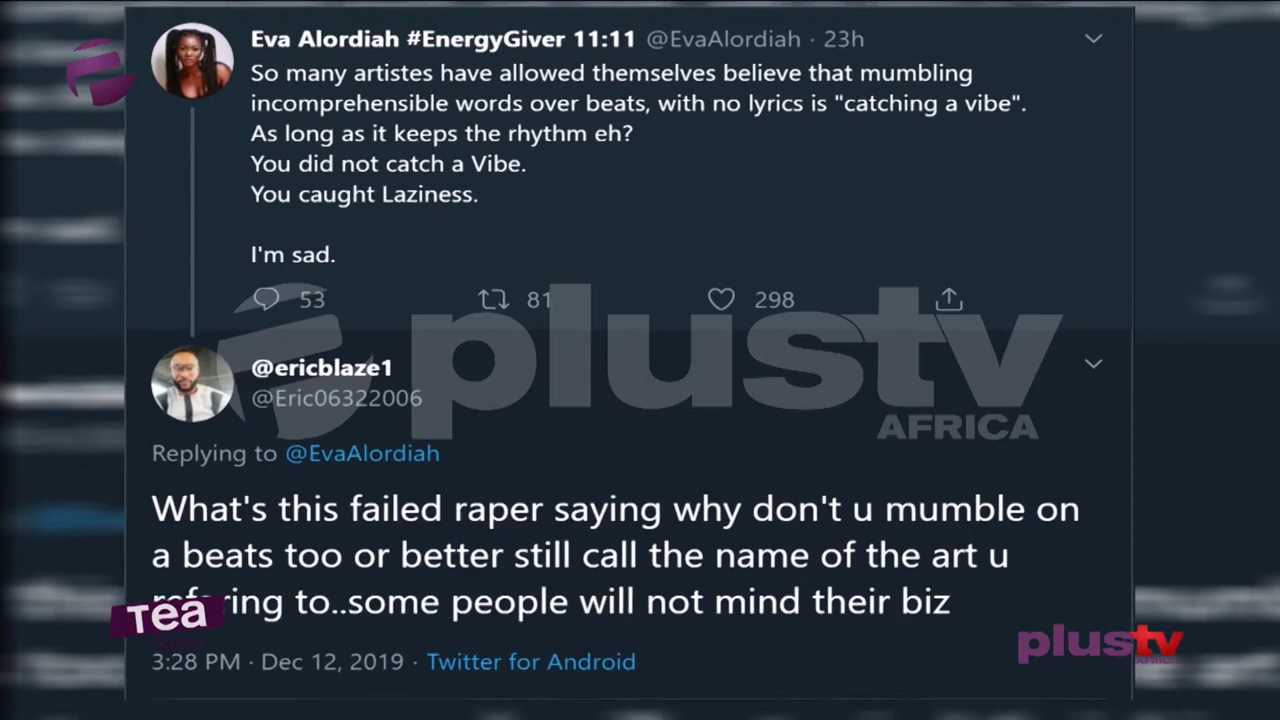 Eva Alordiah #EnergyGiver 11:11 @EvaAlordiah · 23h
So many artistes have allowed themselves believe that mumbling
incomprehensible words over beats, with no lyrics is "catching a vibe".
As long as it keeps the rhythm eh?
You did not catch a Vibe.
You caught Laziness.
I'm sad.
53 81 298
plustv
AFRICA
@ericblaze1
@Eric06322006
Replying to @EvaAlordiah
What's this failed raper saying why don't u mumble on
a beats too or better still call the name of the art u
refering to..some people will not mind their biz
Tea
plustv
AFRICA
3:28 PM · Dec 12, 2019 · Twitter for Android